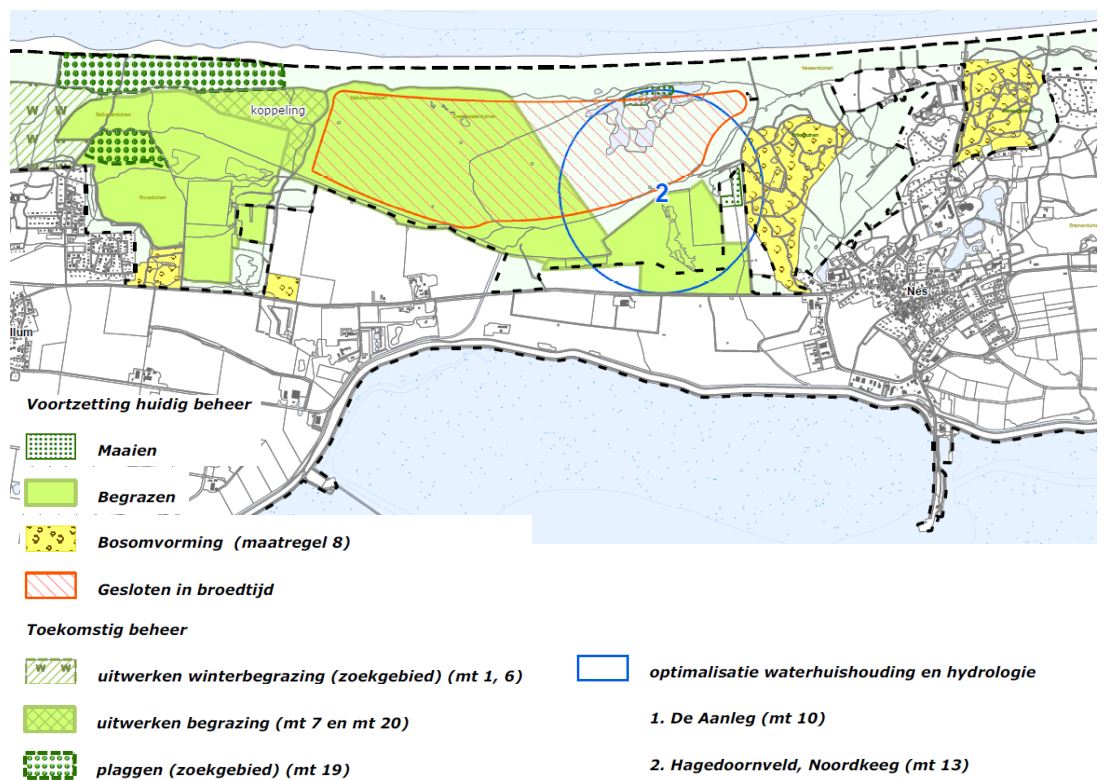 koppeling
2
Nes
llum
Voortzetting huidig beheer
Maaien
Begrazen
Bosomvorming (maatregel 8)
Gesloten in broedtijd
Toekomstig beheer
w w
uitwerken winterbegrazing (zoekgebied) (mt 1, 6)
optimalisatie waterhuishouding en hydrologie
uitwerken begrazing (mt 7 en mt 20)
1. De Aanleg (mt 10)
plaggen (zoekgebied) (mt 19)
2. Hagedoornveld, Noordkeeg (mt 13)